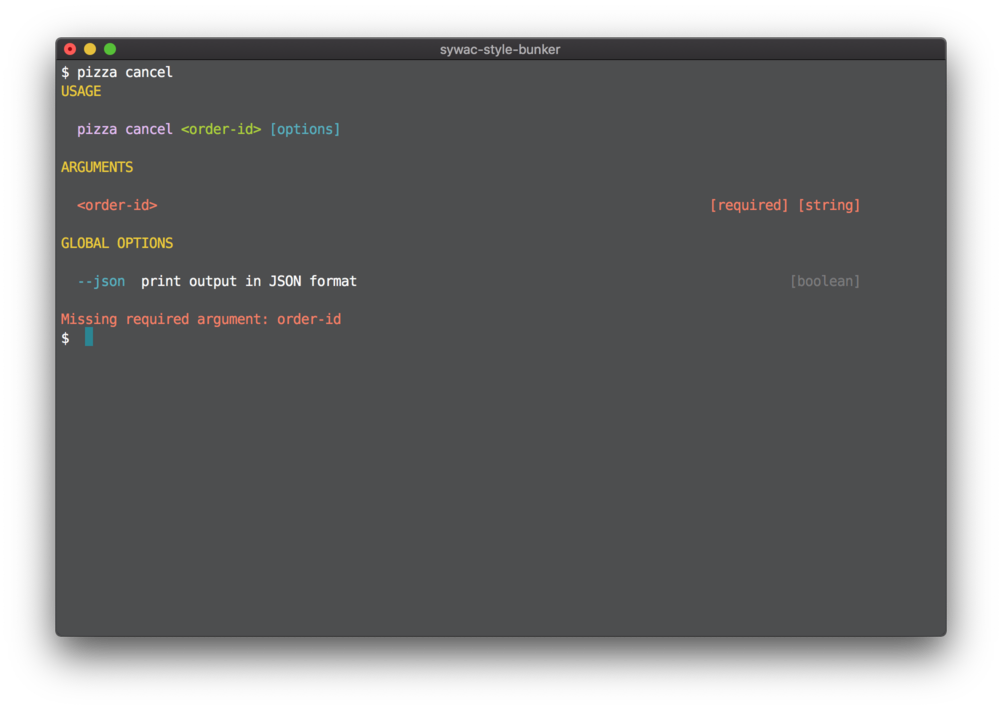 sywac-style-bunker
$ pizza cancel
USAGE
pizza cancel <order-id> [options]
ARGUMENTS
<order-id> [required] [string]
GLOBAL OPTIONS
--json print output in JSON format [boolean]
Missing required argument: order-id
$